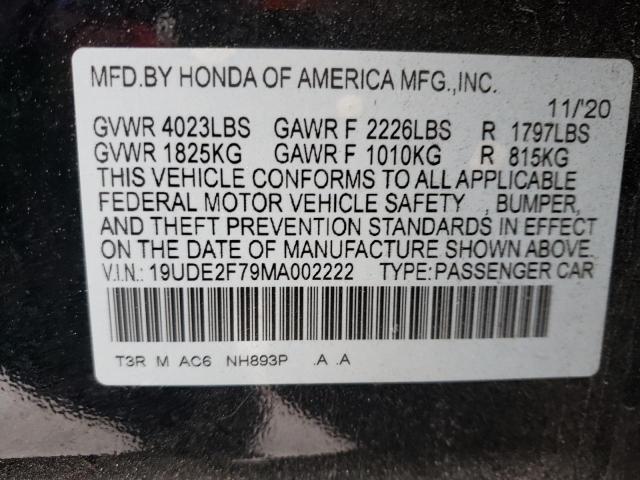 MFD.BY HONDA OF AMERICA MFG.,INC.
11/'20
GVWR 4023LBS GAWR F 2226LBS R 1797LBS
GVWR 1825KG GAWR F 1010KG R 815KG
THIS VEHICLE CONFORMS TO ALL APPLICABLE
FEDERAL MOTOR VEHICLE SAFETY , BUMPER,
AND THEFT PREVENTION STANDARDS IN EFFECT
ON THE DATE OF MANUFACTURE SHOWN ABOVE.
V.I.N.: 19UDE2F79MA002222 TYPE:PASSENGER CAR
T3R M AC6 NH893P .A .A